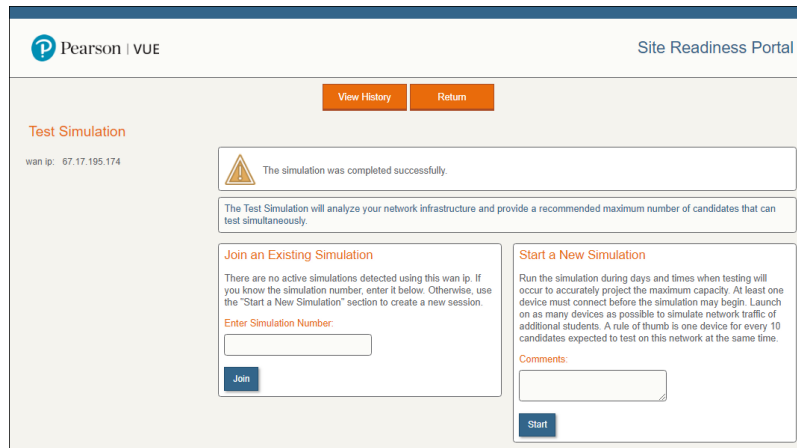 Pearson | VUE
Site Readiness Portal
View History
Return
Test Simulation
wan ip: 67.17.195.174
The simulation was completed successfully.
The Test Simulation will analyze your network infrastructure and provide a recommended maximum number of candidates that can
test simultaneously.
Join an Existing Simulation
There are no active simulations detected using this wan ip. If
you know the simulation number, enter it below. Otherwise, use
the "Start a New Simulation" section to create a new session.
Enter Simulation Number:
Join
Start a New Simulation
Run the simulation during days and times when testing will
occur to accurately project the maximum capacity. At least one
device must connect before the simulation may begin. Launch
on as many devices as possible to simulate network traffic of
additional students. A rule of thumb is one device for every 10
candidates expected to test on this network at the same time.
Comments:
Start